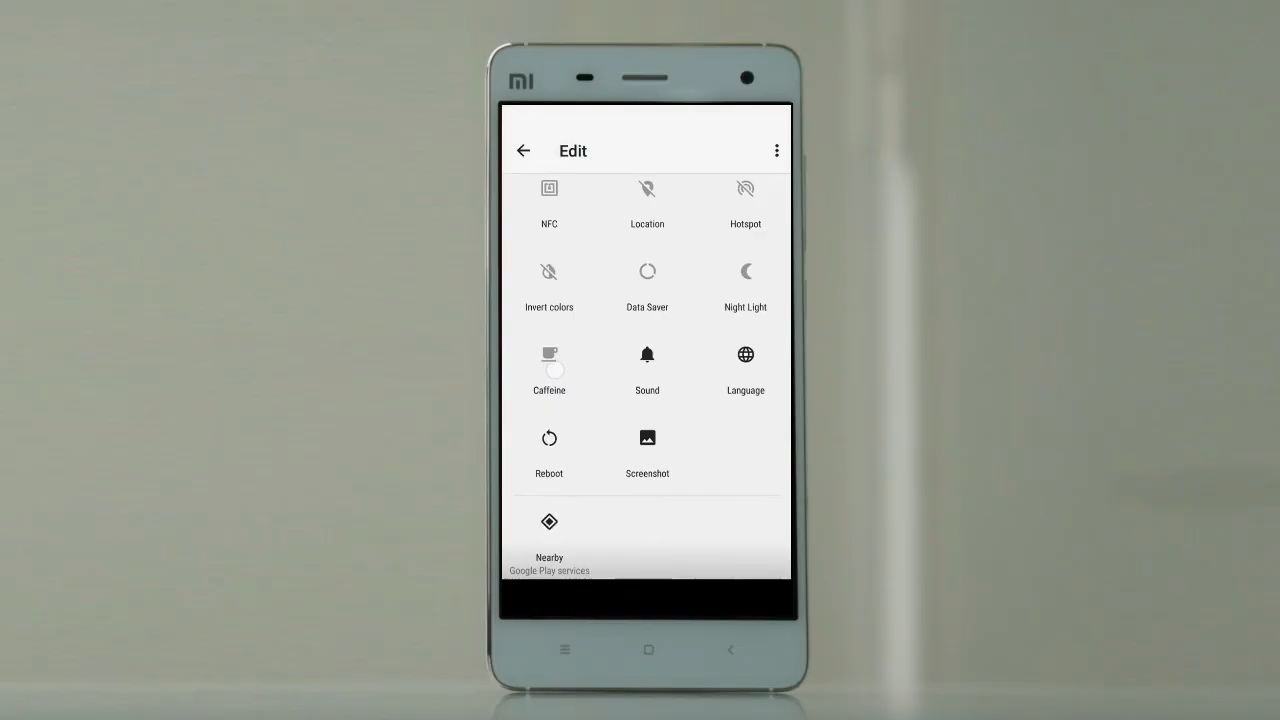 mi
Edit
NFC Location Hotspot
Invert colors Data Saver Night Light
Caffeine Sound Language
Reboot Screenshot
Nearby
Google Play services